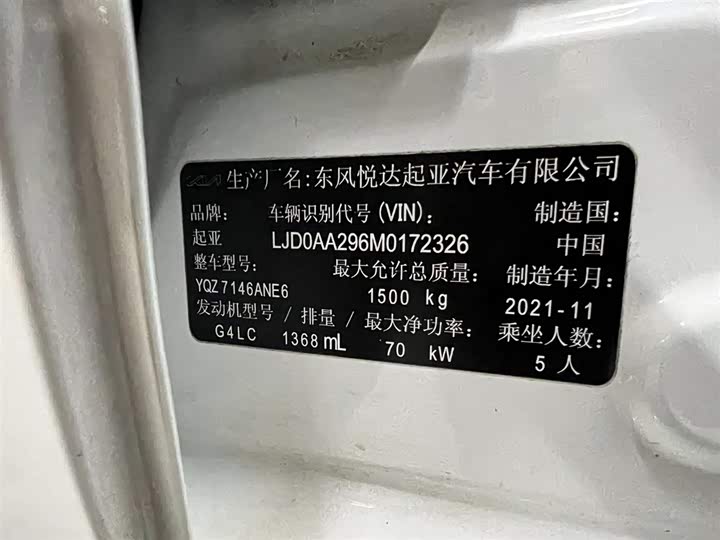 KIA 生产厂名:东风悦达起亚汽车有限公司
品牌: 车辆识别代号(VIN): 制造国:
起亚 LJD0AA296M0172326 中国
整车型号: 最大允许总质量: 制造年月:
YQZ7146ANE6 1500 kg 2021-11
发动机型号 / 排量 / 最大净功率: 乘坐人数:
G4LC 1368 mL 70 kW 5 人